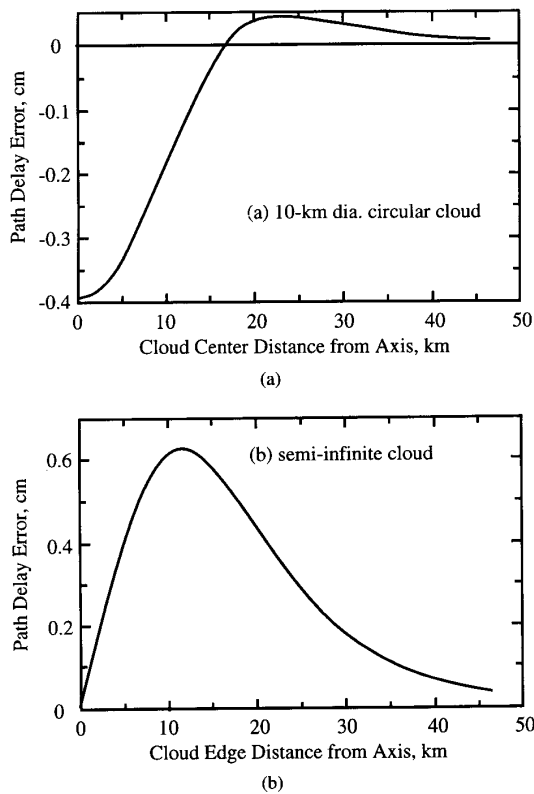 0
-0.1
-0.2
-0.3
-0.4
Path Delay Error, cm
(a) 10-km dia. circular cloud
0 10 20 30 40 50
Cloud Center Distance from Axis, km
(a)
0.6
0.4
0.2
0
Path Delay Error, cm
(b) semi-infinite cloud
0 10 20 30 40 50
Cloud Edge Distance from Axis, km
(b)